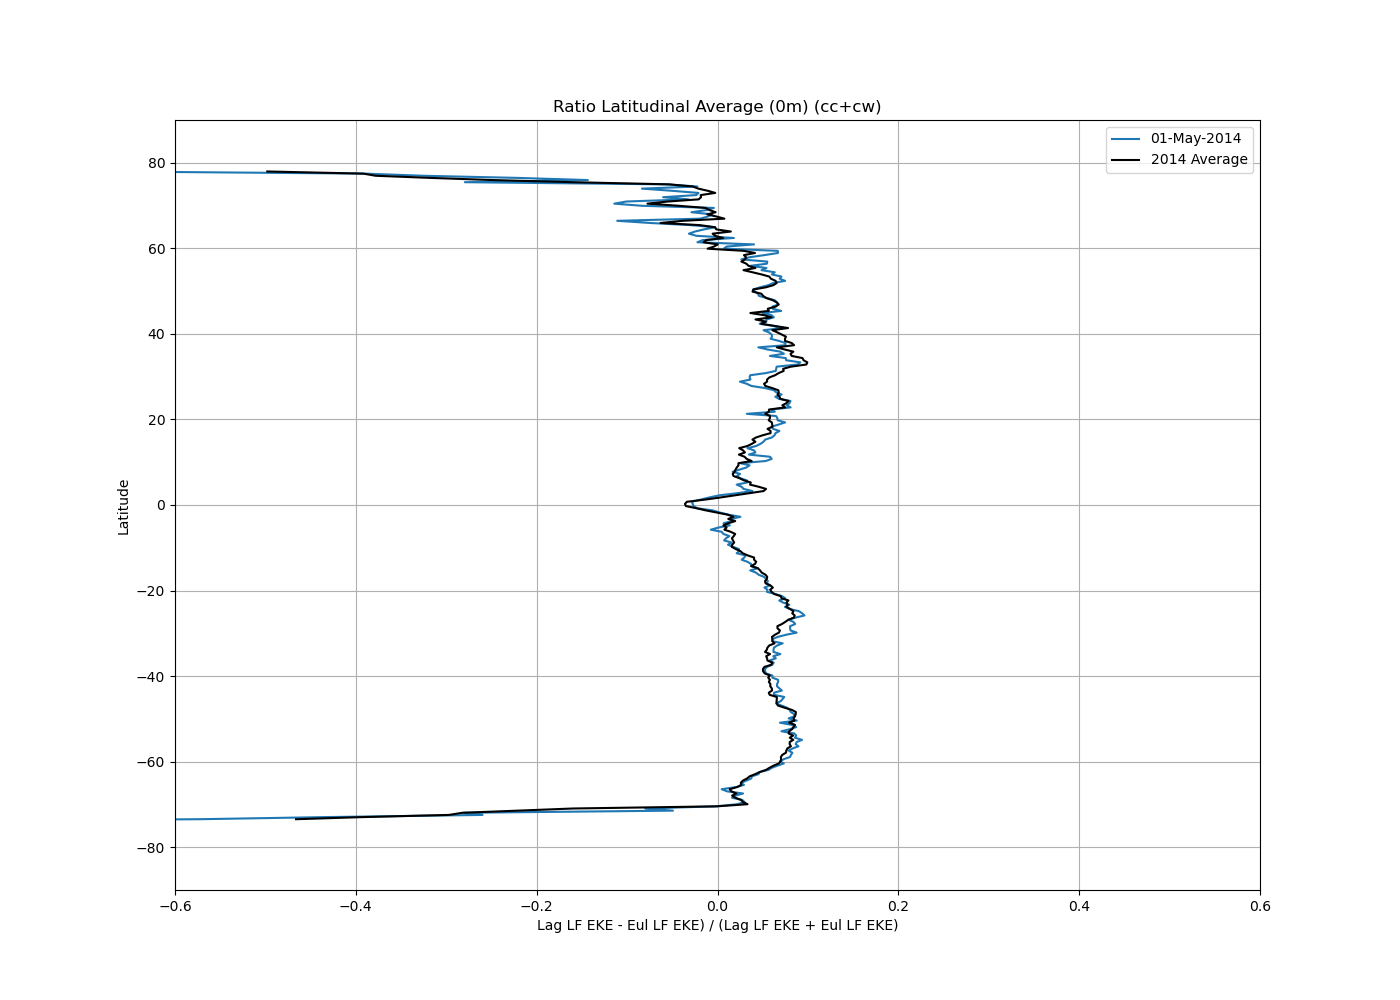 Ratio Latitudinal Average (0m) (cc+cw)
01-May-2014
2014 Average
80
60
40
20
0
−20
−40
−60
−80
Latitude
−0.6 −0.4 −0.2 0.0 0.2 0.4 0.6
Lag LF EKE - Eul LF EKE) / (Lag LF EKE + Eul LF EKE)